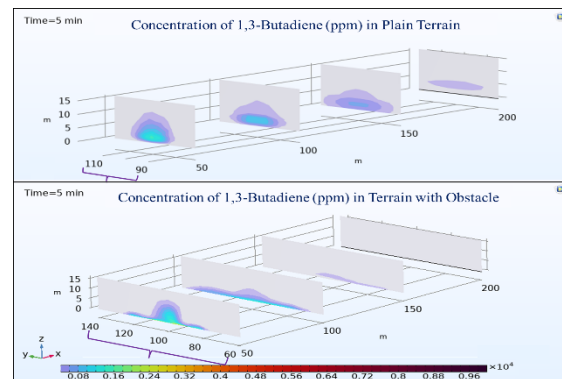 Time=5 min
Concentration of 1,3-Butadiene (ppm) in Plain Terrain
15
10
5
0
m
110
90
50
100
150
200
m
Time=5 min
Concentration of 1,3-Butadiene (ppm) in Terrain with Obstacle
15
10
5
0
m
140
120
100
80
60
50
100
150
200
m
z
y x
×10⁴
0.08 0.16 0.24 0.32 0.4 0.48 0.56 0.64 0.72 0.8 0.88 0.96